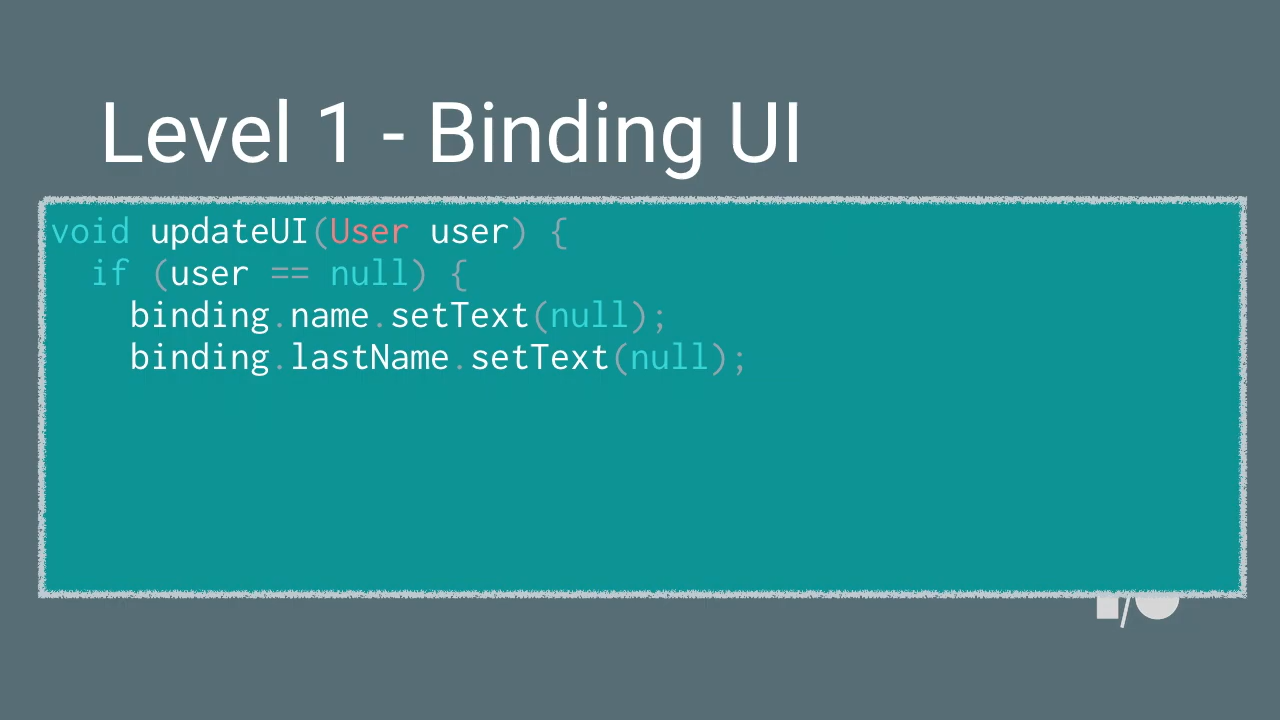 Level 1 - Binding UI
void updateUI(User user) {
  if (user == null) {
    binding.name.setText(null);
    binding.lastName.setText(null);